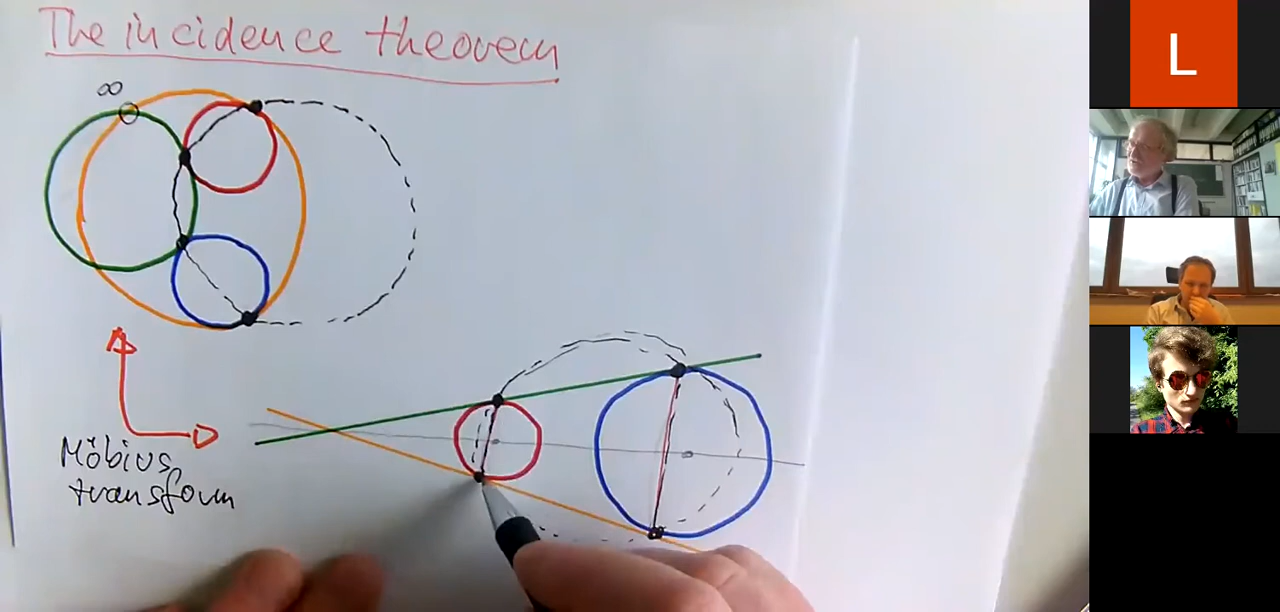 The incidence theorem
∞
Möbius
transform
L